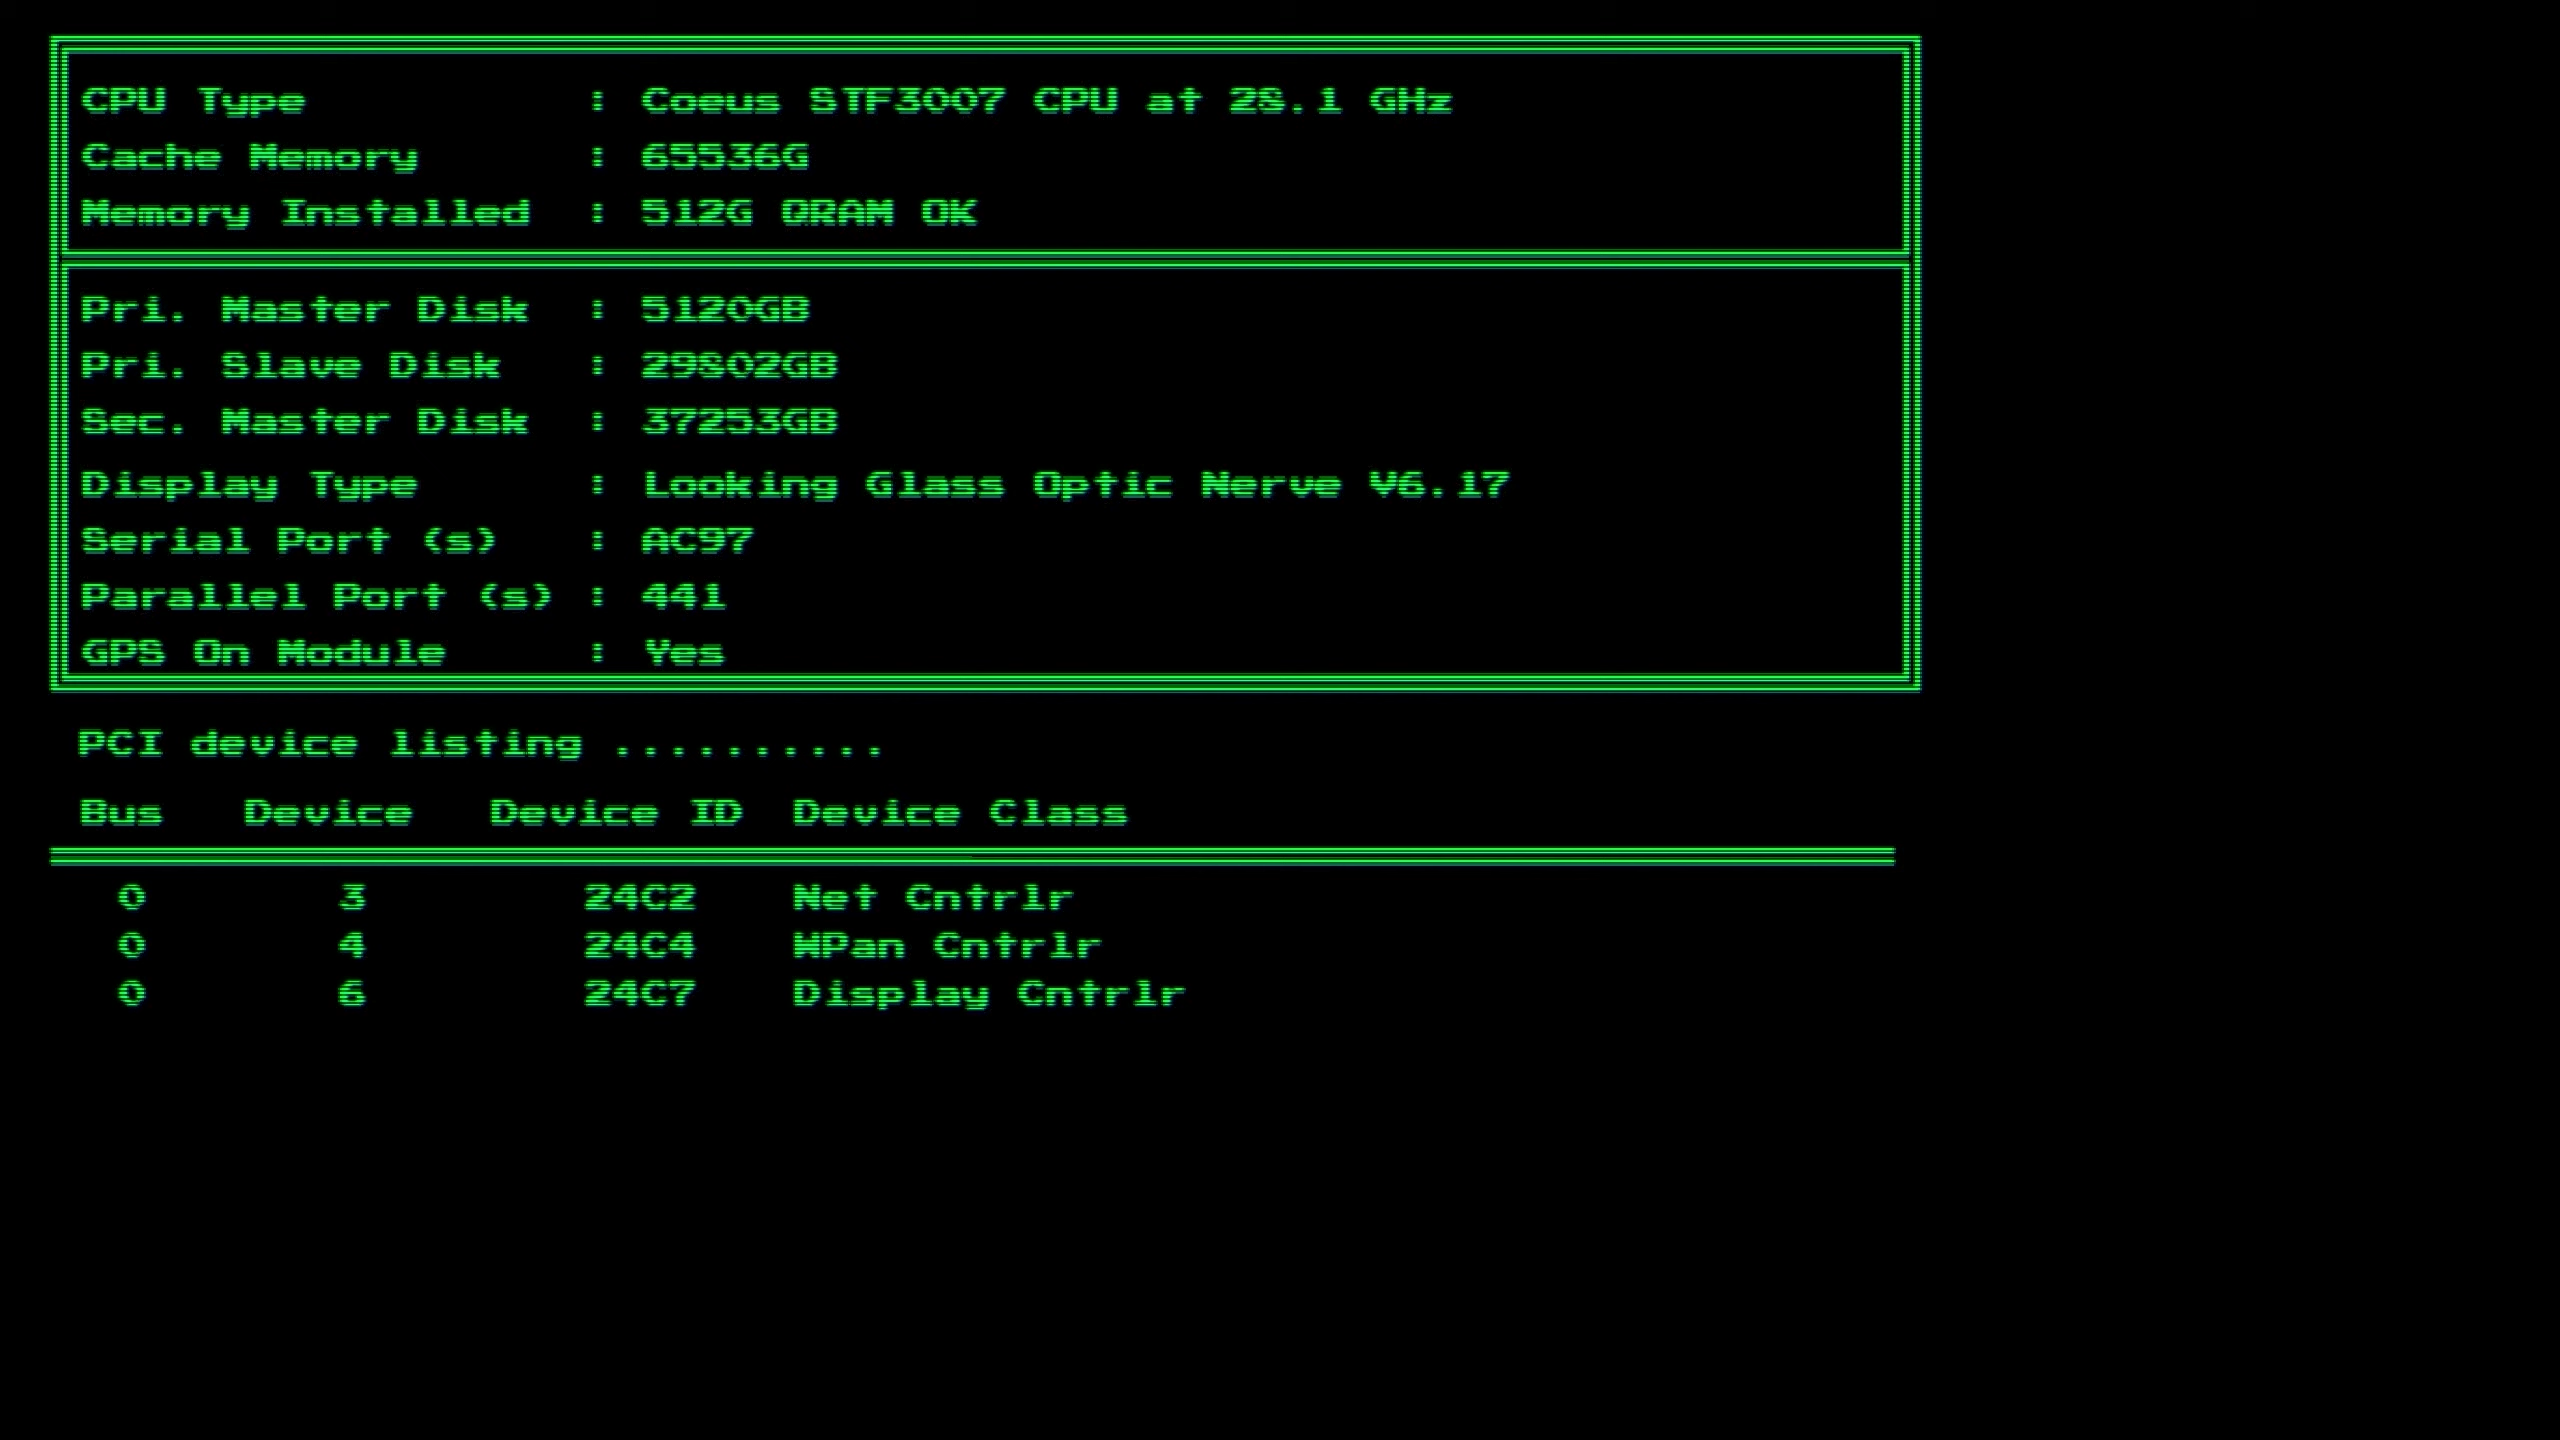 CPU Type : Coeus STF3007 CPU at 28.1 GHz
Cache Memory : 65536G
Memory Installed : 512G QRAM OK
Pri. Master Disk : 5120GB
Pri. Slave Disk : 29802GB
Sec. Master Disk : 37253GB
Display Type : Looking Glass Optic Nerve V6.17
Serial Port (s) : AC97
Parallel Port (s) : 441
GPS On Module : Yes
PCI device listing ..........
Bus Device Device ID Device Class
0 3 24C2 Net Cntrlr
0 4 24C4 WPan Cntrlr
0 6 24C7 Display Cntrlr